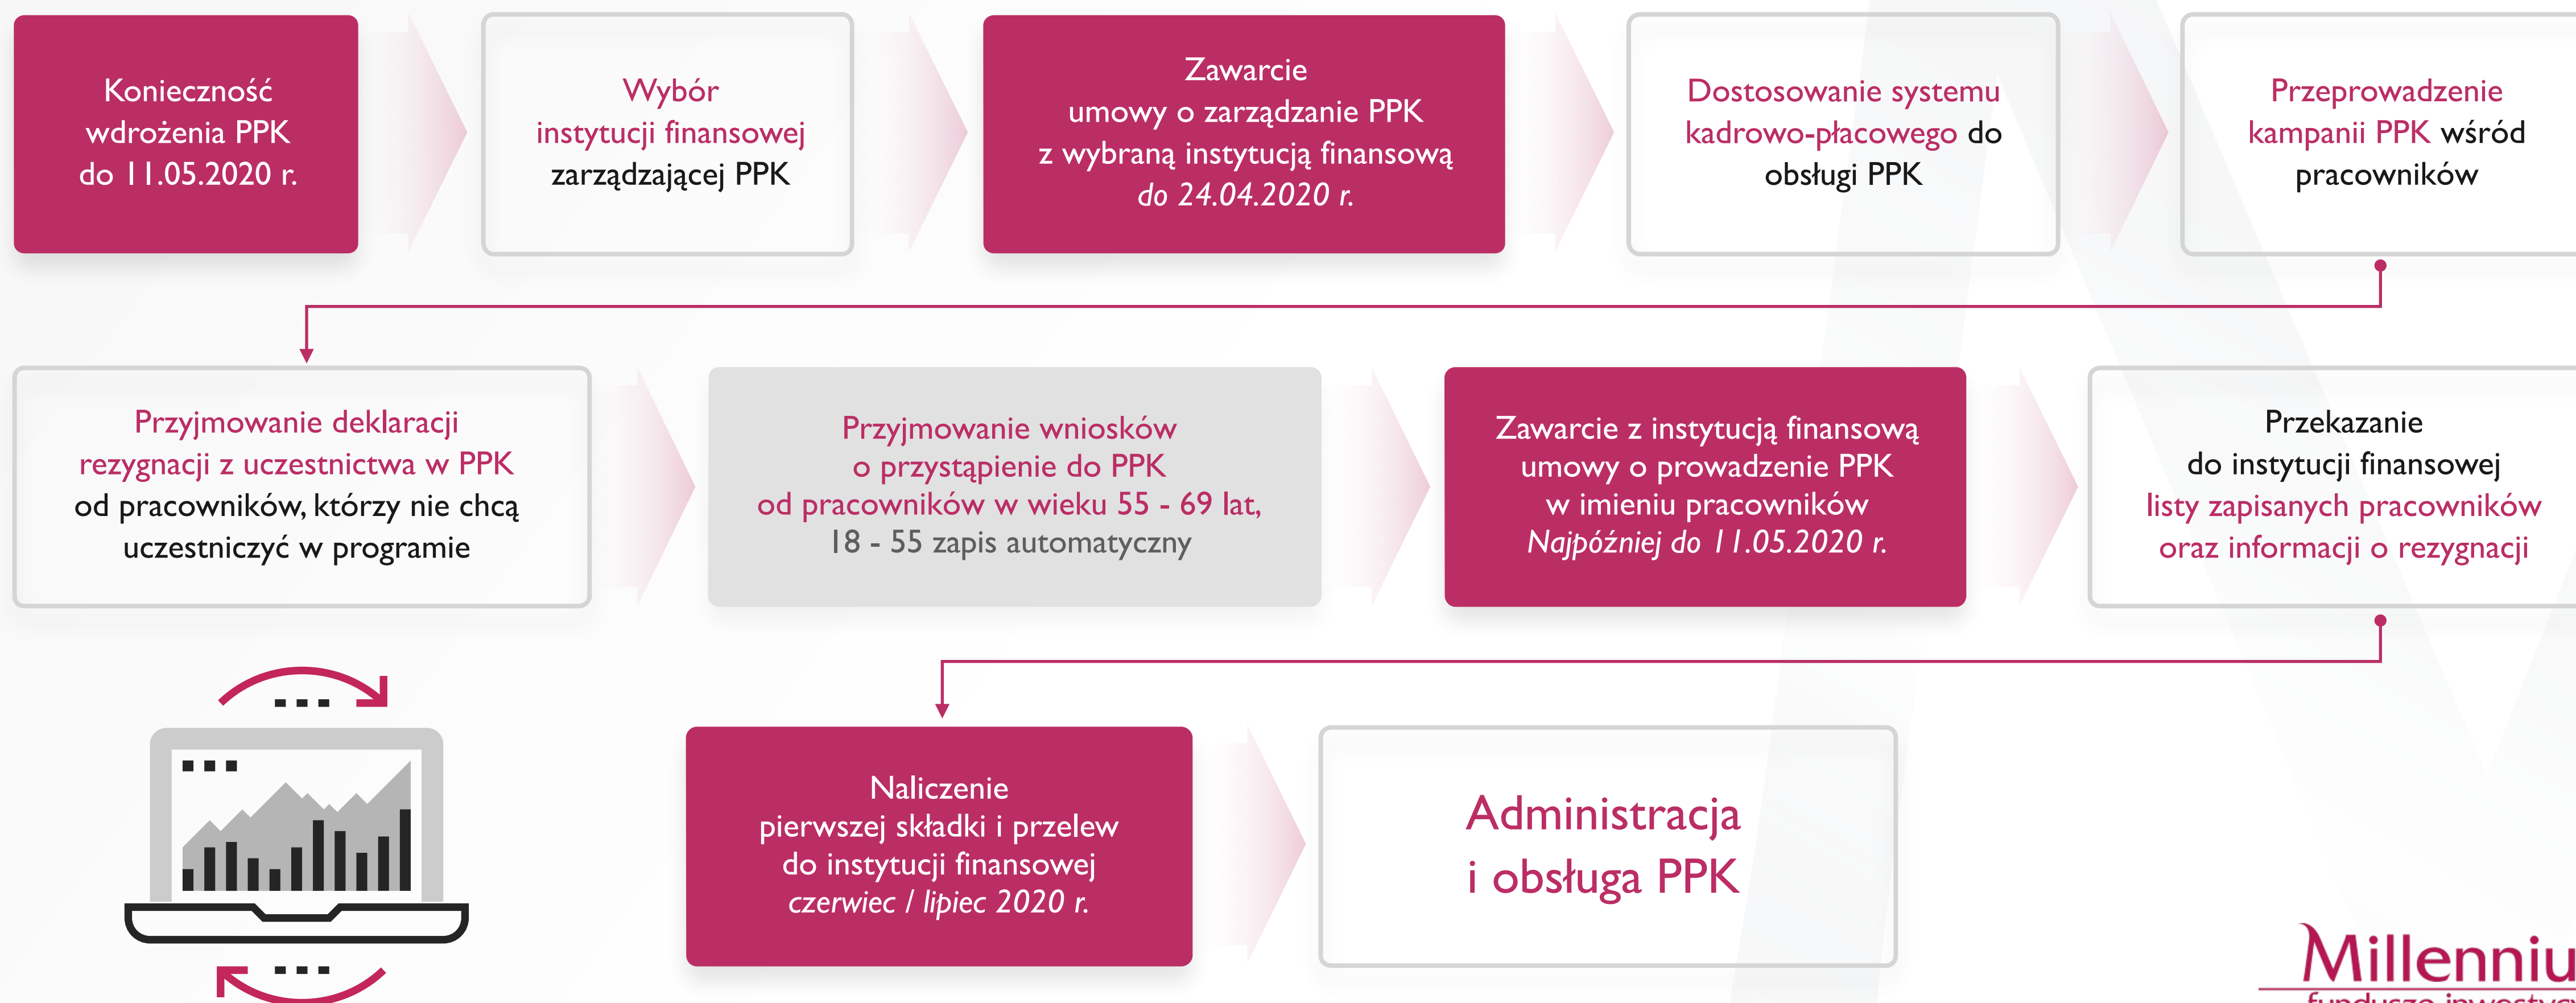 Konieczność
wdrożenia PPK
do 11.05.2020 r.
Wybór
instytucji finansowej
zarządzającej PPK
Zawarcie
umowy o zarządzanie PPK
z wybraną instytucją finansową
do 24.04.2020 r.
Dostosowanie systemu
kadrowo-płacowego do
obsługi PPK
Przeprowadzenie
kampanii PPK wśród
pracowników
Przyjmowanie deklaracji
rezygnacji z uczestnictwa w PPK
od pracowników, którzy nie chcą
uczestniczyć w programie
Przyjmowanie wniosków
o przystąpienie do PPK
od pracowników w wieku 55 - 69 lat,
18 - 55 zapis automatyczny
Zawarcie z instytucją finansową
umowy o prowadzenie PPK
w imieniu pracowników
Najpóźniej do 11.05.2020 r.
Przekazanie
do instytucji finansowej
listy zapisanych pracowników
oraz informacji o rezygnacji
Naliczenie
pierwszej składki i przelew
do instytucji finansowej
czerwiec / lipiec 2020 r.
Administracja
i obsługa PPK
Millenniu